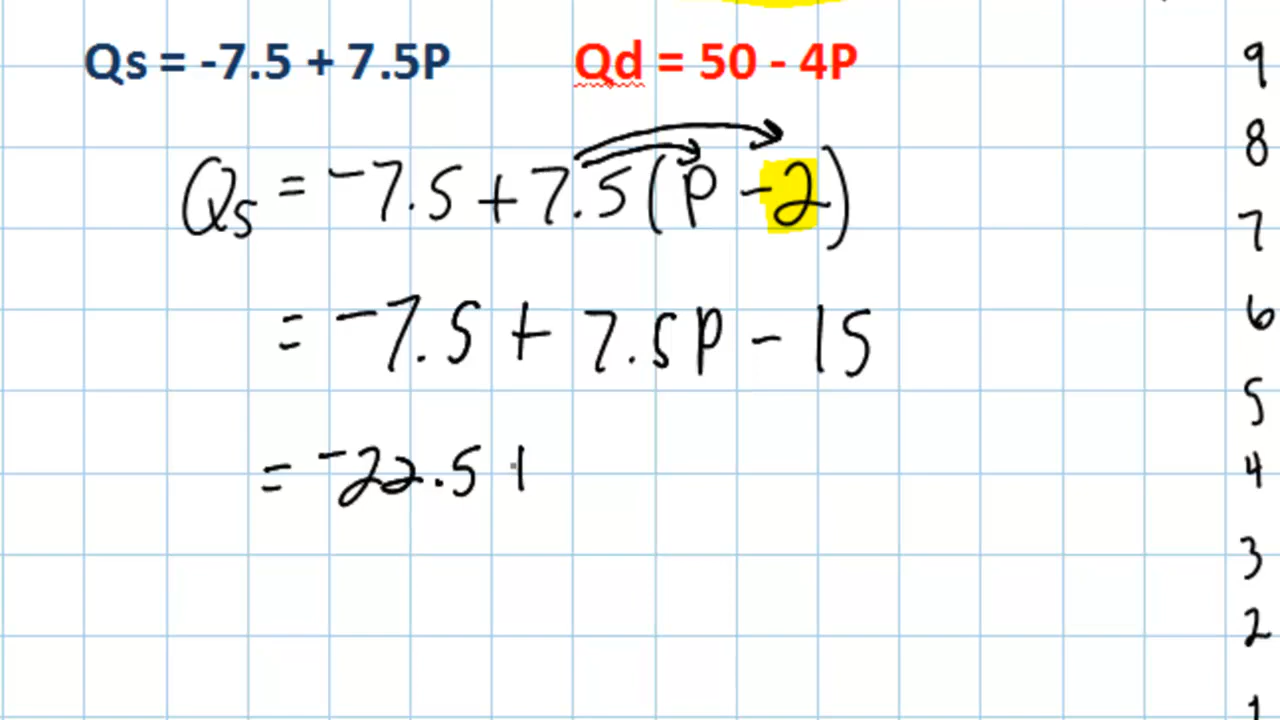 Qs = -7.5 + 7.5P
Qd = 50 - 4P
Qs = -7.5 + 7.5(P - 2)
= -7.5 + 7.5P - 15
= -22.5 +
9
8
7
6
5
4
3
2
1